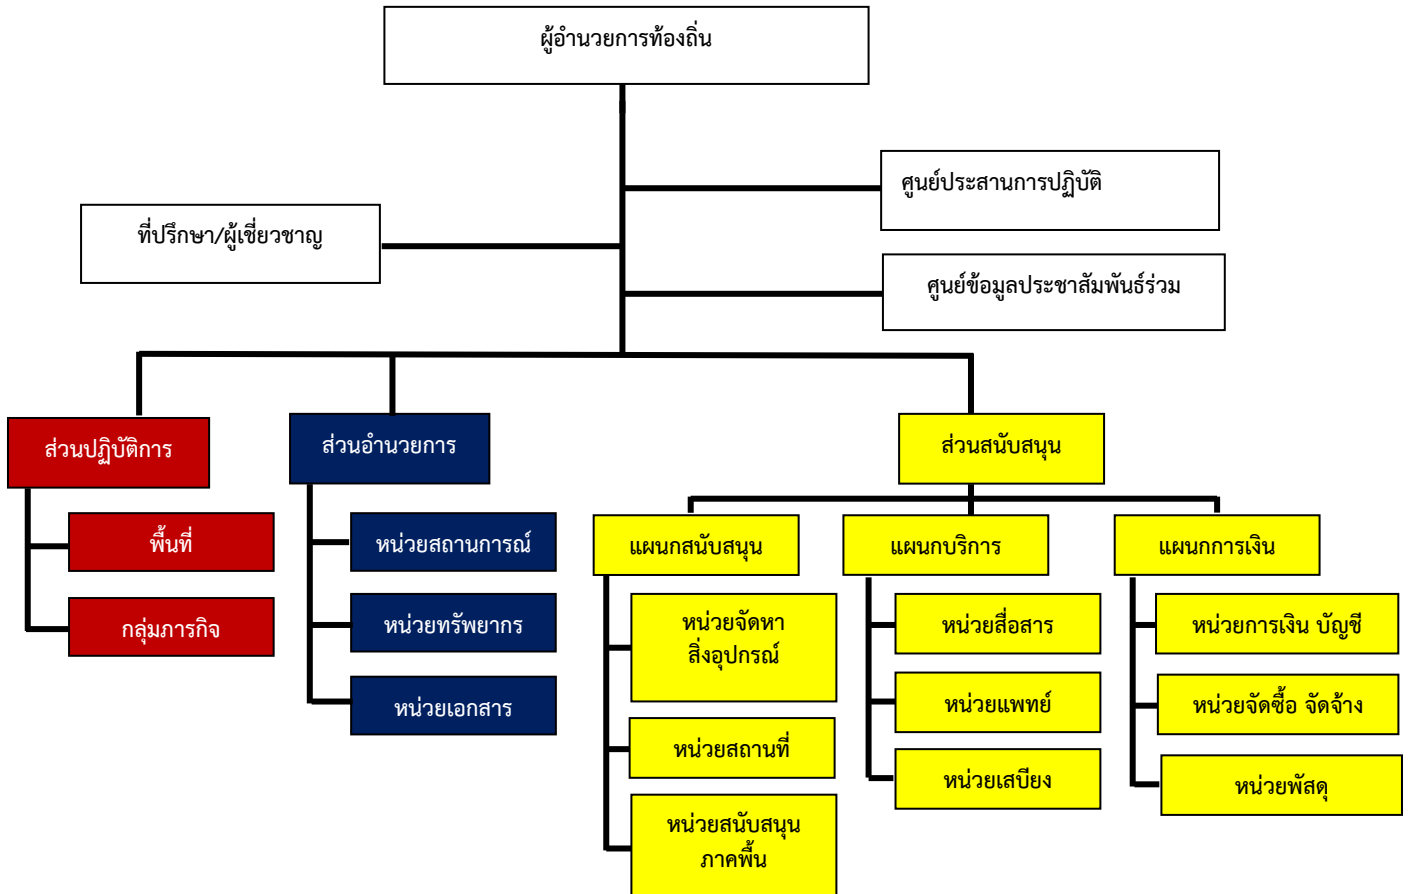 ผู้อำนวยการท้องถิ่น
ศูนย์ประสานการปฏิบัติ
ที่ปรึกษา/ผู้เชี่ยวชาญ
ศูนย์ข้อมูลประชาสัมพันธ์ร่วม
ส่วนปฏิบัติการ
พื้นที่
กลุ่มภารกิจ
ส่วนอำนวยการ
หน่วยสถานการณ์
หน่วยทรัพยากร
หน่วยเอกสาร
ส่วนสนับสนุน
แผนกสนับสนุน
หน่วยจัดหา
สิ่งอุปกรณ์
หน่วยสถานที่
หน่วยสนับสนุน
ภาคพื้น
แผนกบริการ
หน่วยสื่อสาร
หน่วยแพทย์
หน่วยเสบียง
แผนกการเงิน
หน่วยการเงิน บัญชี
หน่วยจัดซื้อ จัดจ้าง
หน่วยพัสดุ